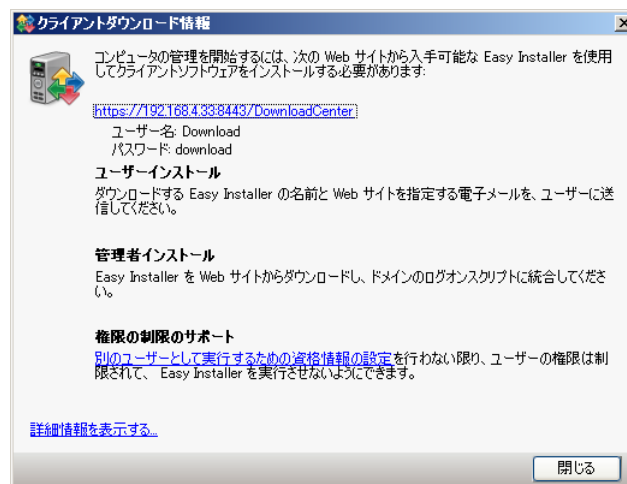 クライアントダウンロード情報
コンピュータの管理を開始するには、次の Web サイトから入手可能な Easy Installer を使用
してクライアントソフトウェアをインストールする必要があります:
https://192.168.4.33:8443/DownloadCenter
ユーザー名: Download
パスワード: download
ユーザーインストール
ダウンロードする Easy Installer の名前と Web サイトを指定する電子メールを、ユーザーに送
信してください。
管理者インストール
Easy Installer を Web サイトからダウンロードし、ドメインのログオンスクリプトに統合してくださ
い。
権限の制限のサポート
別のユーザーとして実行するための資格情報の設定を行わない限り、ユーザーの権限は制
限されて、 Easy Installer を実行させないようにできます。
詳細情報を表示する...
閉じる